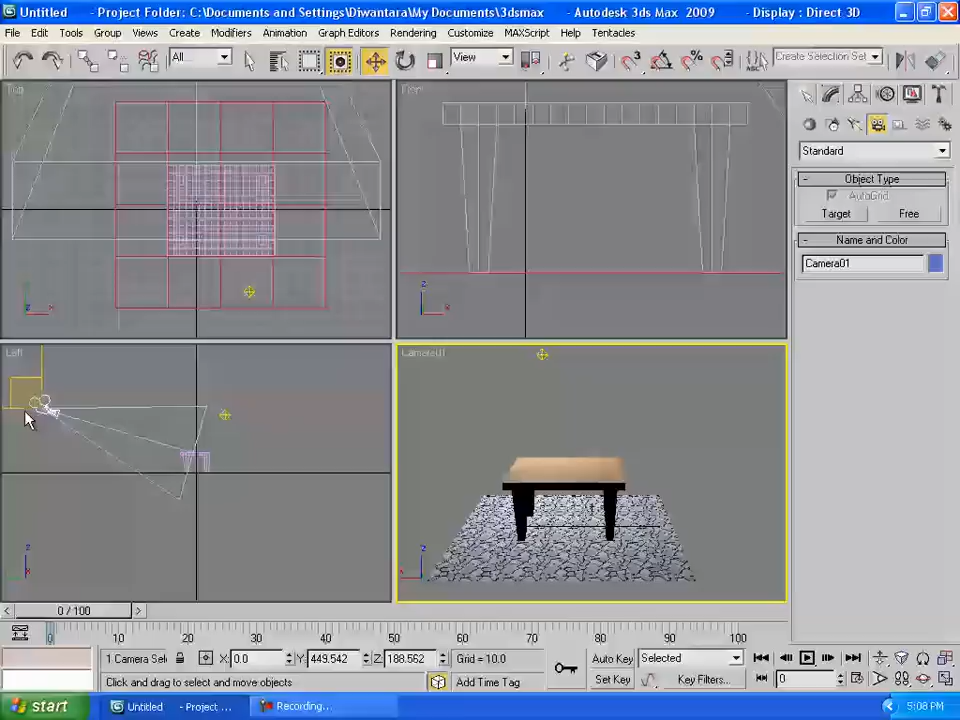 Untitled - Project Folder: C:\Documents and Settings\Diwantara\My Documents\3dsmax - Autodesk 3ds Max 2009 - Display : Direct 3D
File Edit Tools Group Views Create Modifiers Animation Graph Editors Rendering Customize MAXScript Help Tentacles
All View Create Selection Set
Top
Standard
Object Type
AutoGrid
Target Free
Name and Color
Camera01
Left Camera01
0 / 100
0 10 20 30 40 50 60 70 80 90 100
1 Camera Sel X: 0.0 Y: 449.542 Z: 188.562 Grid = 10.0 Auto Key Selected
Click and drag to select and move objects Add Time Tag Set Key Key Filters... 0
start Untitled - Project ... Recording... 5:08 PM